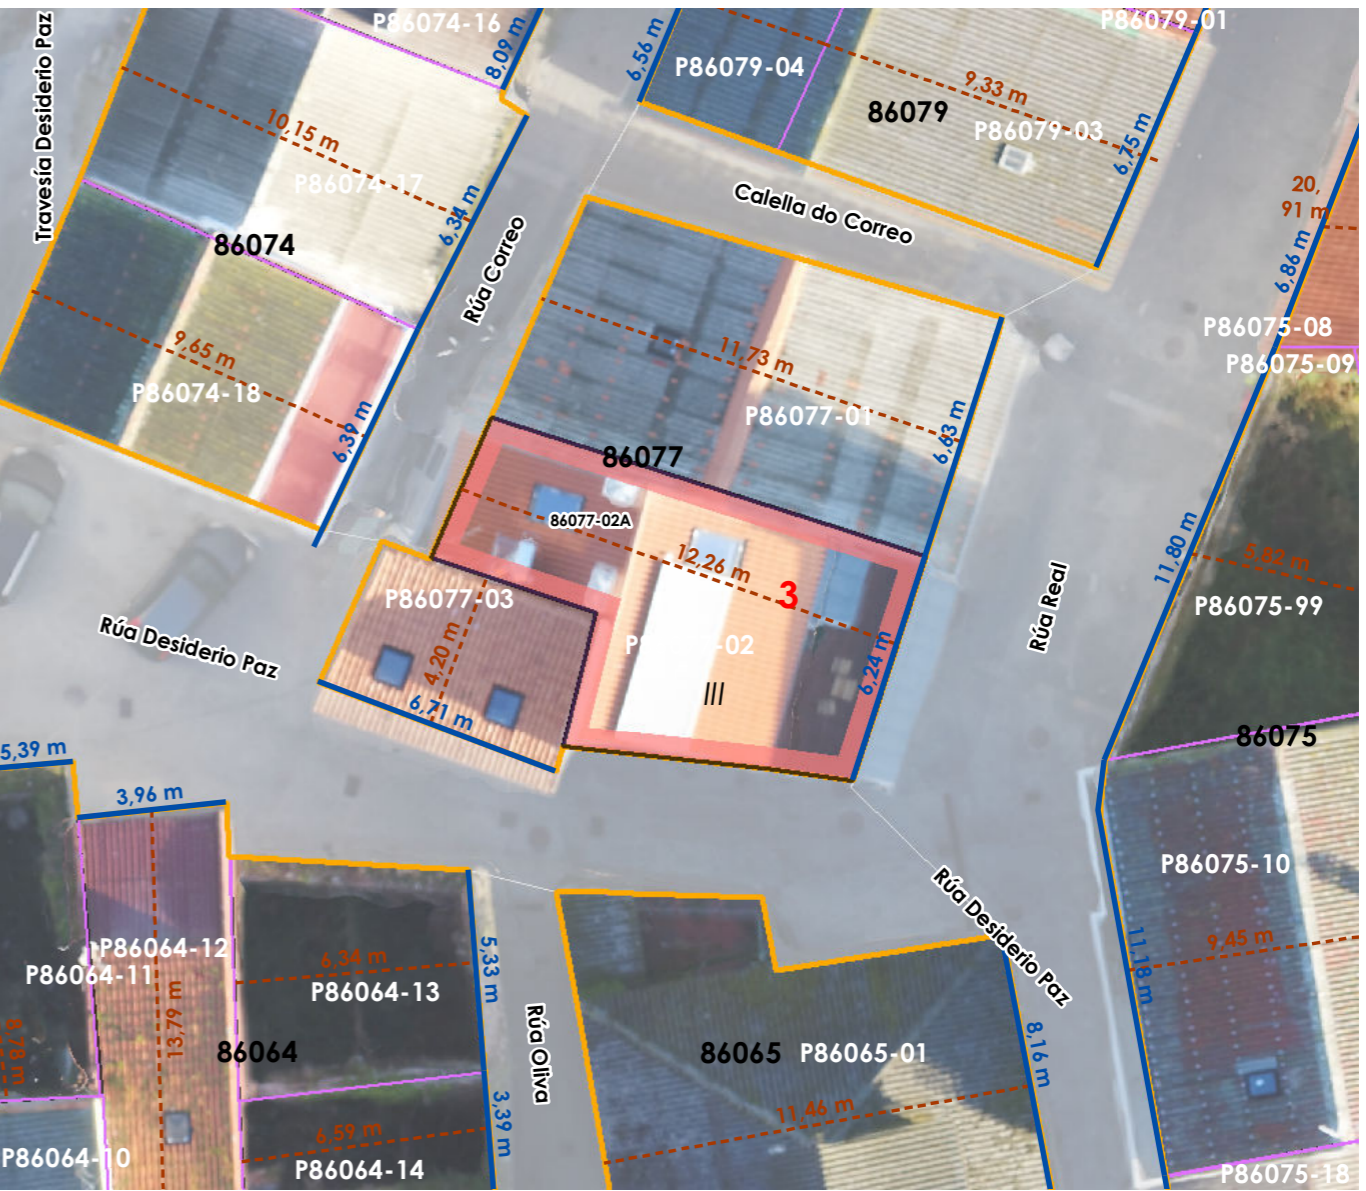 P86074-16
8,09 m
6,56 m
P86079-01
Travesía Desiderio Paz
P86079-04
9,33 m
86079
P86079-03
6,75 m
10,15 m
P86074-17
6,34 m
Calella do Correo
20,
91 m
86074
Rúa Correo
6,86 m
P86075-08
P86075-09
9,65 m
P86074-18
6,39 m
11,73 m
P86077-01
6,63 m
86077
86077-02A
12,26 m
3
11,80 m
5,82 m
P86075-99
P86077-03
4,20 m
-02
III
6,24 m
Rúa Real
Rúa Desiderio Paz
6,71 m
86075
5,39 m
3,96 m
P86075-10
Rúa Desiderio Paz
P86064-12
P86064-11
6,34 m
P86064-13
5,33 m
11,18 m
9,45 m
6,78 m
13,79 m
86064
Rúa Oliva
86065
P86065-01
8,16 m
11,46 m
3,39 m
6,59 m
P86064-10
P86064-14
P86075-18